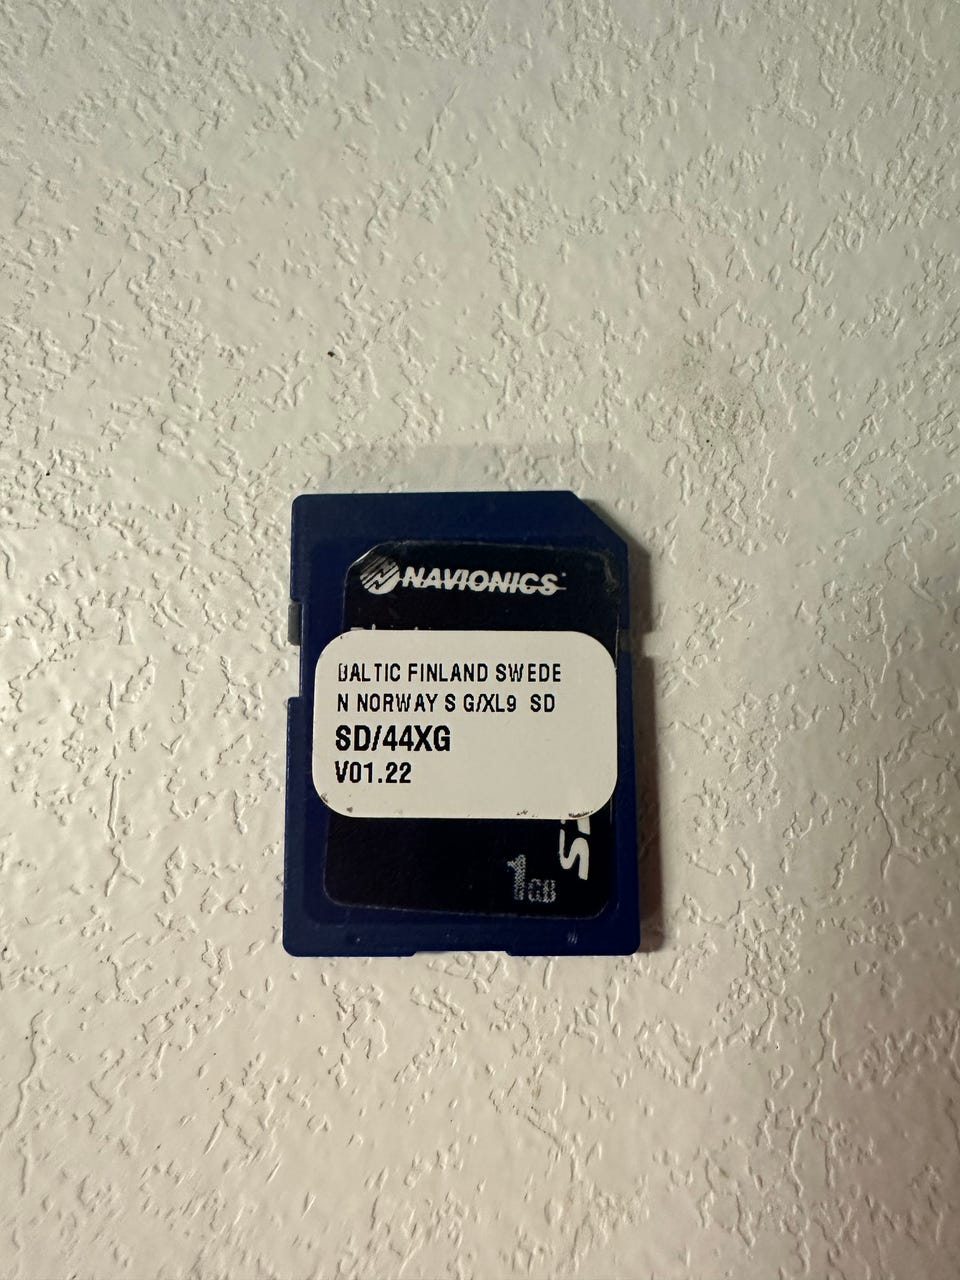 NAVIONICS
BALTIC FINLAND SWEDE
N NORWAY S G/XL9 SD
SD/44XG
V01.22
1GB